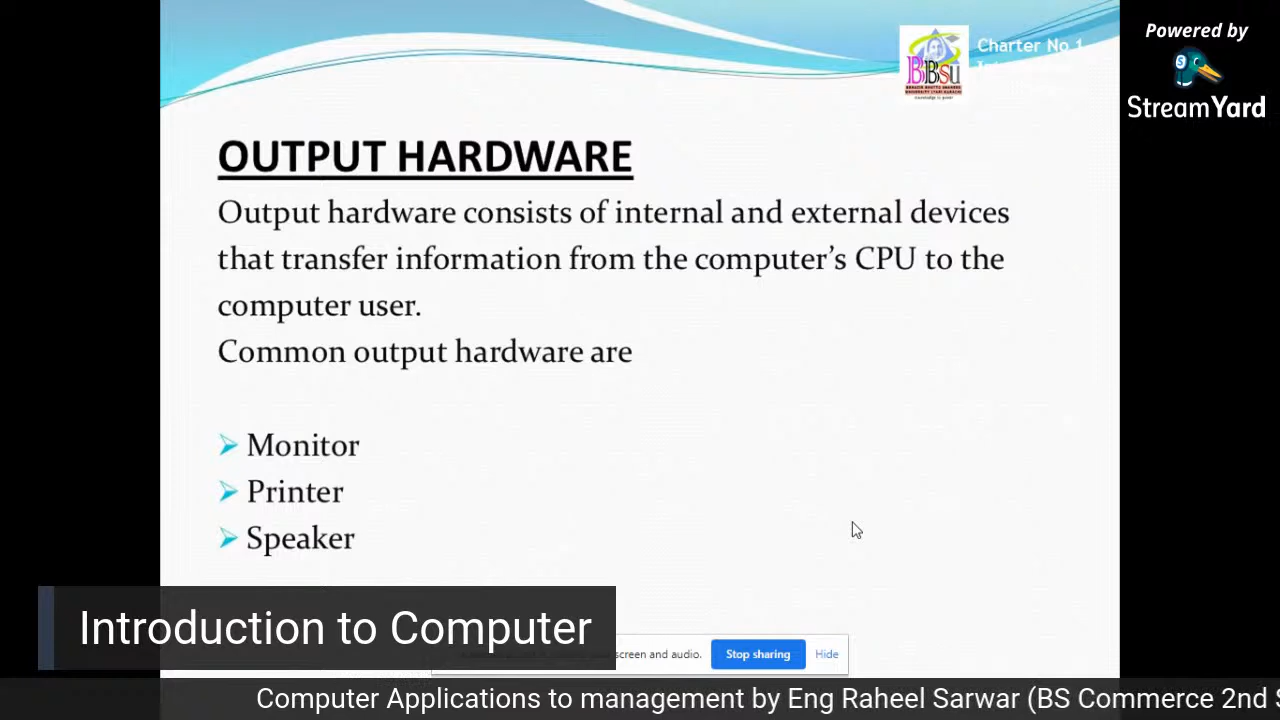 Powered by
StreamYard
Charter No 1
BBSU
OUTPUT HARDWARE
Output hardware consists of internal and external devices
that transfer information from the computer’s CPU to the
computer user.
Common output hardware are
Monitor
Printer
Speaker
Introduction to Computer
screen and audio.
Stop sharing
Hide
Computer Applications to management by Eng Raheel Sarwar (BS Commerce 2nd S